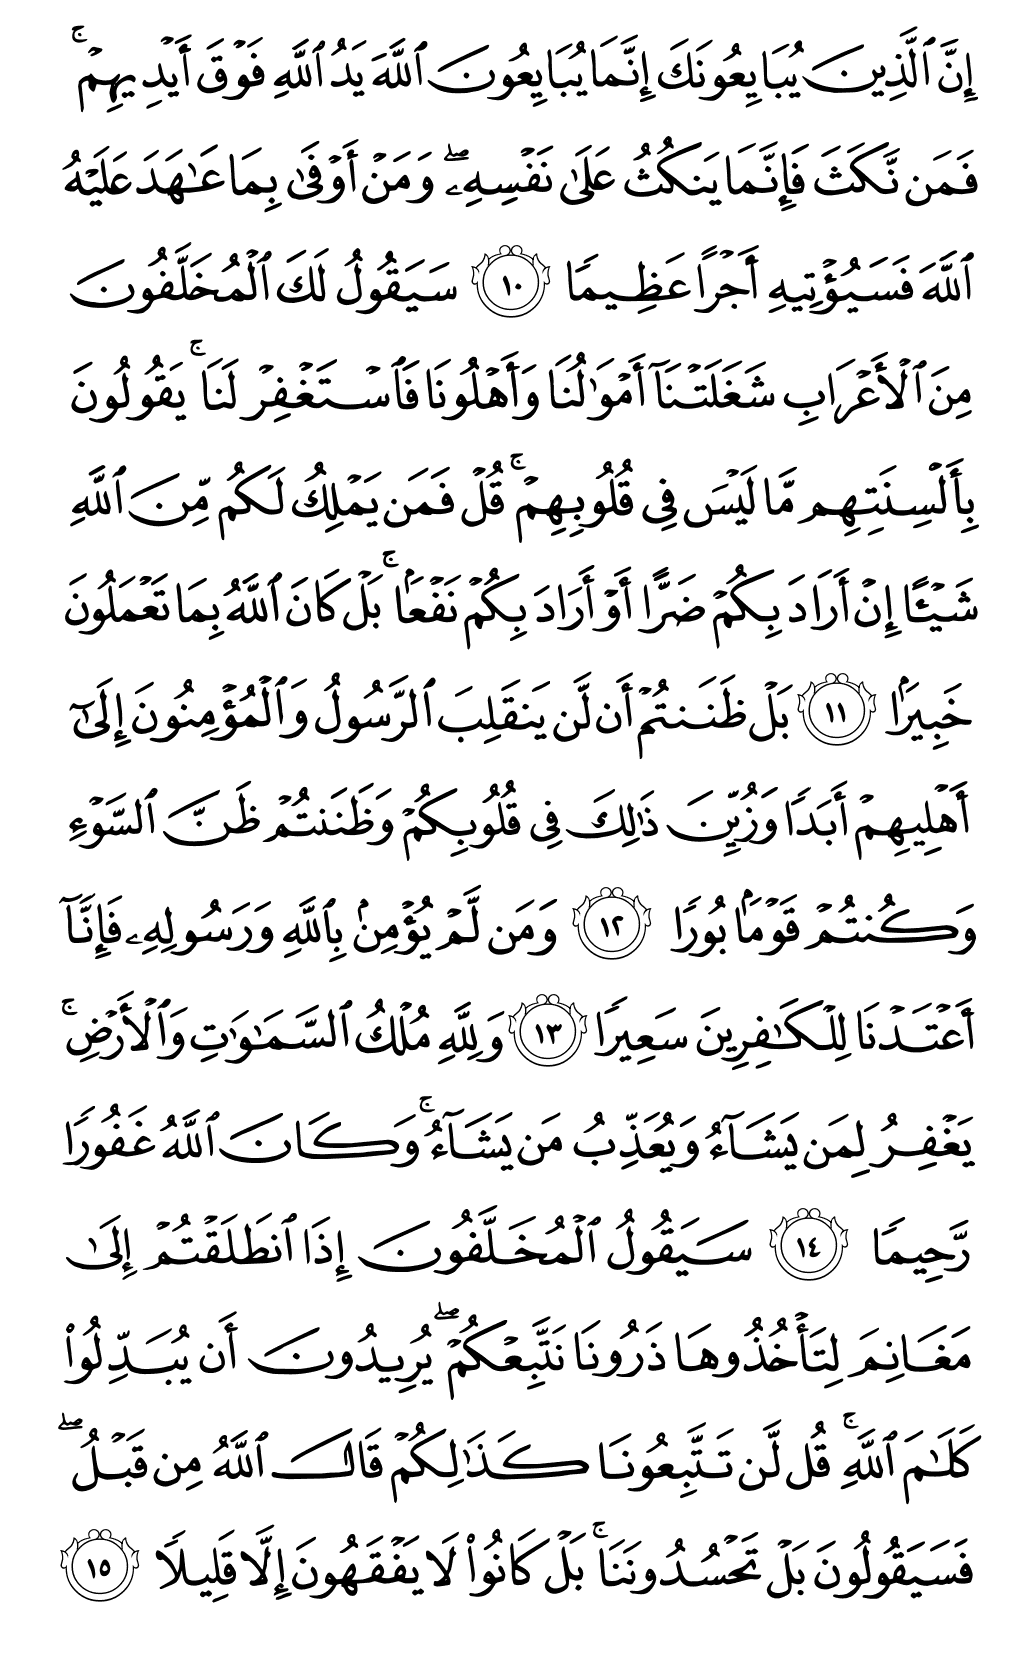 إِنَّ ٱلَّذِينَ يُبَايِعُونَكَ إِنَّمَا يُبَايِعُونَ ٱللَّهَ يَدُ ٱللَّهِ فَوْقَ أَيْدِيهِمْ ۚ
فَمَن نَّكَثَ فَإِنَّمَا يَنكُثُ عَلَىٰ نَفْسِهِۦ ۖ وَمَنْ أَوْفَىٰ بِمَا عَـٰهَدَ عَلَيْهُ
ٱللَّهَ فَسَيُؤْتِيهِ أَجْرًا عَظِيمًا ١٠ سَيَقُولُ لَكَ ٱلْمُخَلَّفُونَ
مِنَ ٱلْأَعْرَابِ شَغَلَتْنَآ أَمْوَٰلُنَا وَأَهْلُونَا فَٱسْتَغْفِرْ لَنَا ۚ يَقُولُونَ
بِأَلْسِنَتِهِم مَّا لَيْسَ فِى قُلُوبِهِمْ ۚ قُلْ فَمَن يَمْلِكُ لَكُم مِّنَ ٱللَّهِ
شَيْـًٔا إِنْ أَرَادَ بِكُمْ ضَرًّا أَوْ أَرَادَ بِكُمْ نَفْعًۢا ۚ بَلْ كَانَ ٱللَّهُ بِمَا تَعْمَلُونَ
خَبِيرًۢا ١١ بَلْ ظَنَنتُمْ أَن لَّن يَنقَلِبَ ٱلرَّسُولُ وَٱلْمُؤْمِنُونَ إِلَىٰٓ
أَهْلِيهِمْ أَبَدًا وَزُيِّنَ ذَٰلِكَ فِى قُلُوبِكُمْ وَظَنَنتُمْ ظَنَّ ٱلسَّوْءِ
وَكُنتُمْ قَوْمًۢا بُورًا ١٢ وَمَن لَّمْ يُؤْمِنۢ بِٱللَّهِ وَرَسُولِهِۦ فَإِنَّآ
أَعْتَدْنَا لِلْكَـٰفِرِينَ سَعِيرًا ١٣ وَلِلَّهِ مُلْكُ ٱلسَّمَـٰوَٰتِ وَٱلْأَرْضِ ۚ
يَغْفِرُ لِمَن يَشَآءُ وَيُعَذِّبُ مَن يَشَآءُ ۚ وَكَانَ ٱللَّهُ غَفُورًا
رَّحِيمًا ١٤ سَيَقُولُ ٱلْمُخَلَّفُونَ إِذَا ٱنطَلَقْتُمْ إِلَىٰ
مَغَانِمَ لِتَأْخُذُوهَا ذَرُونَا نَتَّبِعْكُمْ ۖ يُرِيدُونَ أَن يُبَدِّلُوا۟
كَلَـٰمَ ٱللَّهِ ۚ قُل لَّن تَتَّبِعُونَا كَذَٰلِكُمْ قَالَ ٱللَّهُ مِن قَبْلُ ۖ
فَسَيَقُولُونَ بَلْ تَحْسُدُونَنَا ۚ بَلْ كَانُوا۟ لَا يَفْقَهُونَ إِلَّا قَلِيلًا ١٥